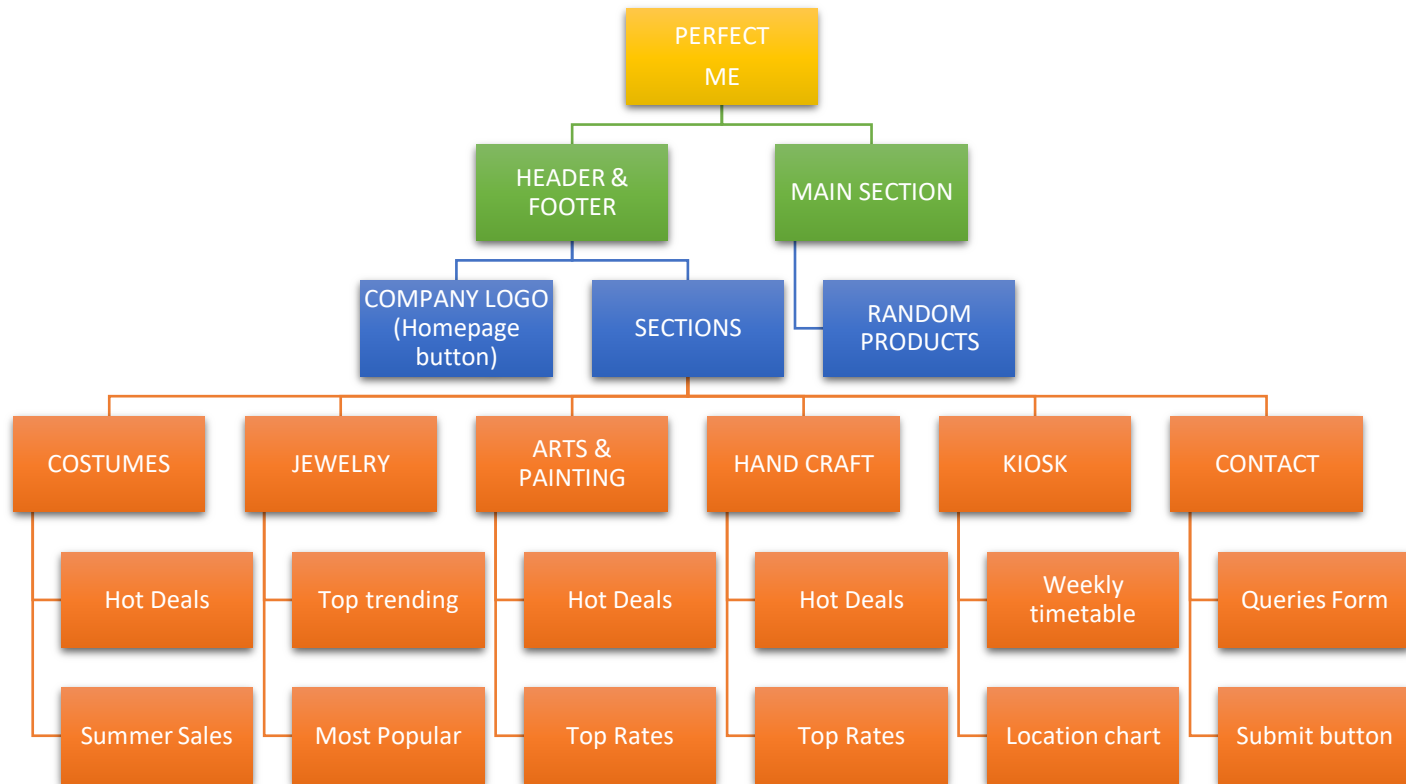 PERFECT
ME
HEADER &
FOOTER
MAIN SECTION
COMPANY LOGO
(Homepage
button)
SECTIONS
RANDOM
PRODUCTS
COSTUMES
JEWELRY
ARTS &
PAINTING
HAND CRAFT
KIOSK
CONTACT
Hot Deals
Top trending
Hot Deals
Hot Deals
Weekly
timetable
Queries Form
Summer Sales
Most Popular
Top Rates
Top Rates
Location chart
Submit button